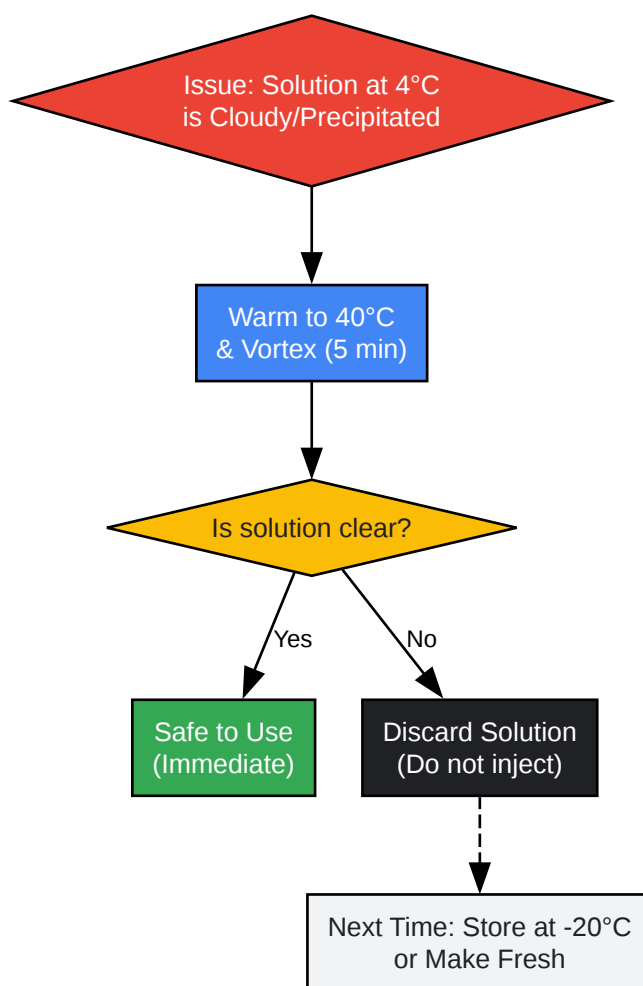 Issue: Solution at 4°C
is Cloudy/Precipitated
Warm to 40°C
& Vortex (5 min)
Is solution clear?
Yes
No
Safe to Use
(Immediate)
Discard Solution
(Do not inject)
Next Time: Store at -20°C
or Make Fresh